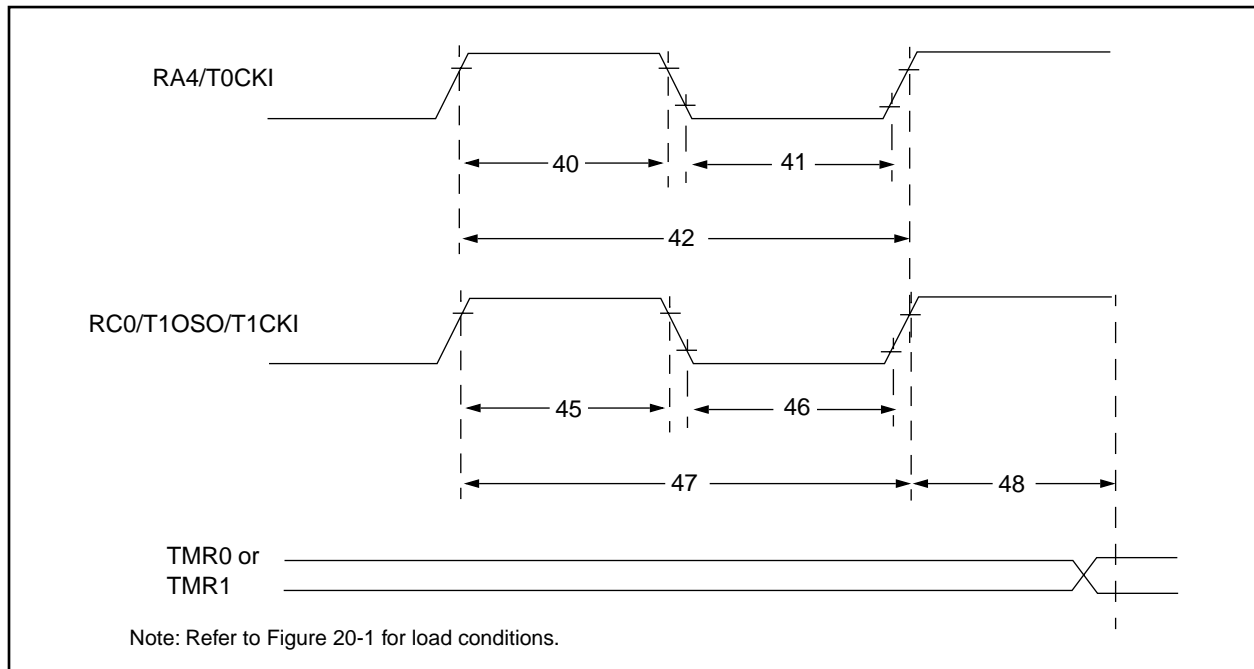 RA4/T0CKI
40
41
42
RC0/T1OSO/T1CKI
45
46
47
48
TMR0 or
TMR1
Note: Refer to Figure 20-1 for load conditions.